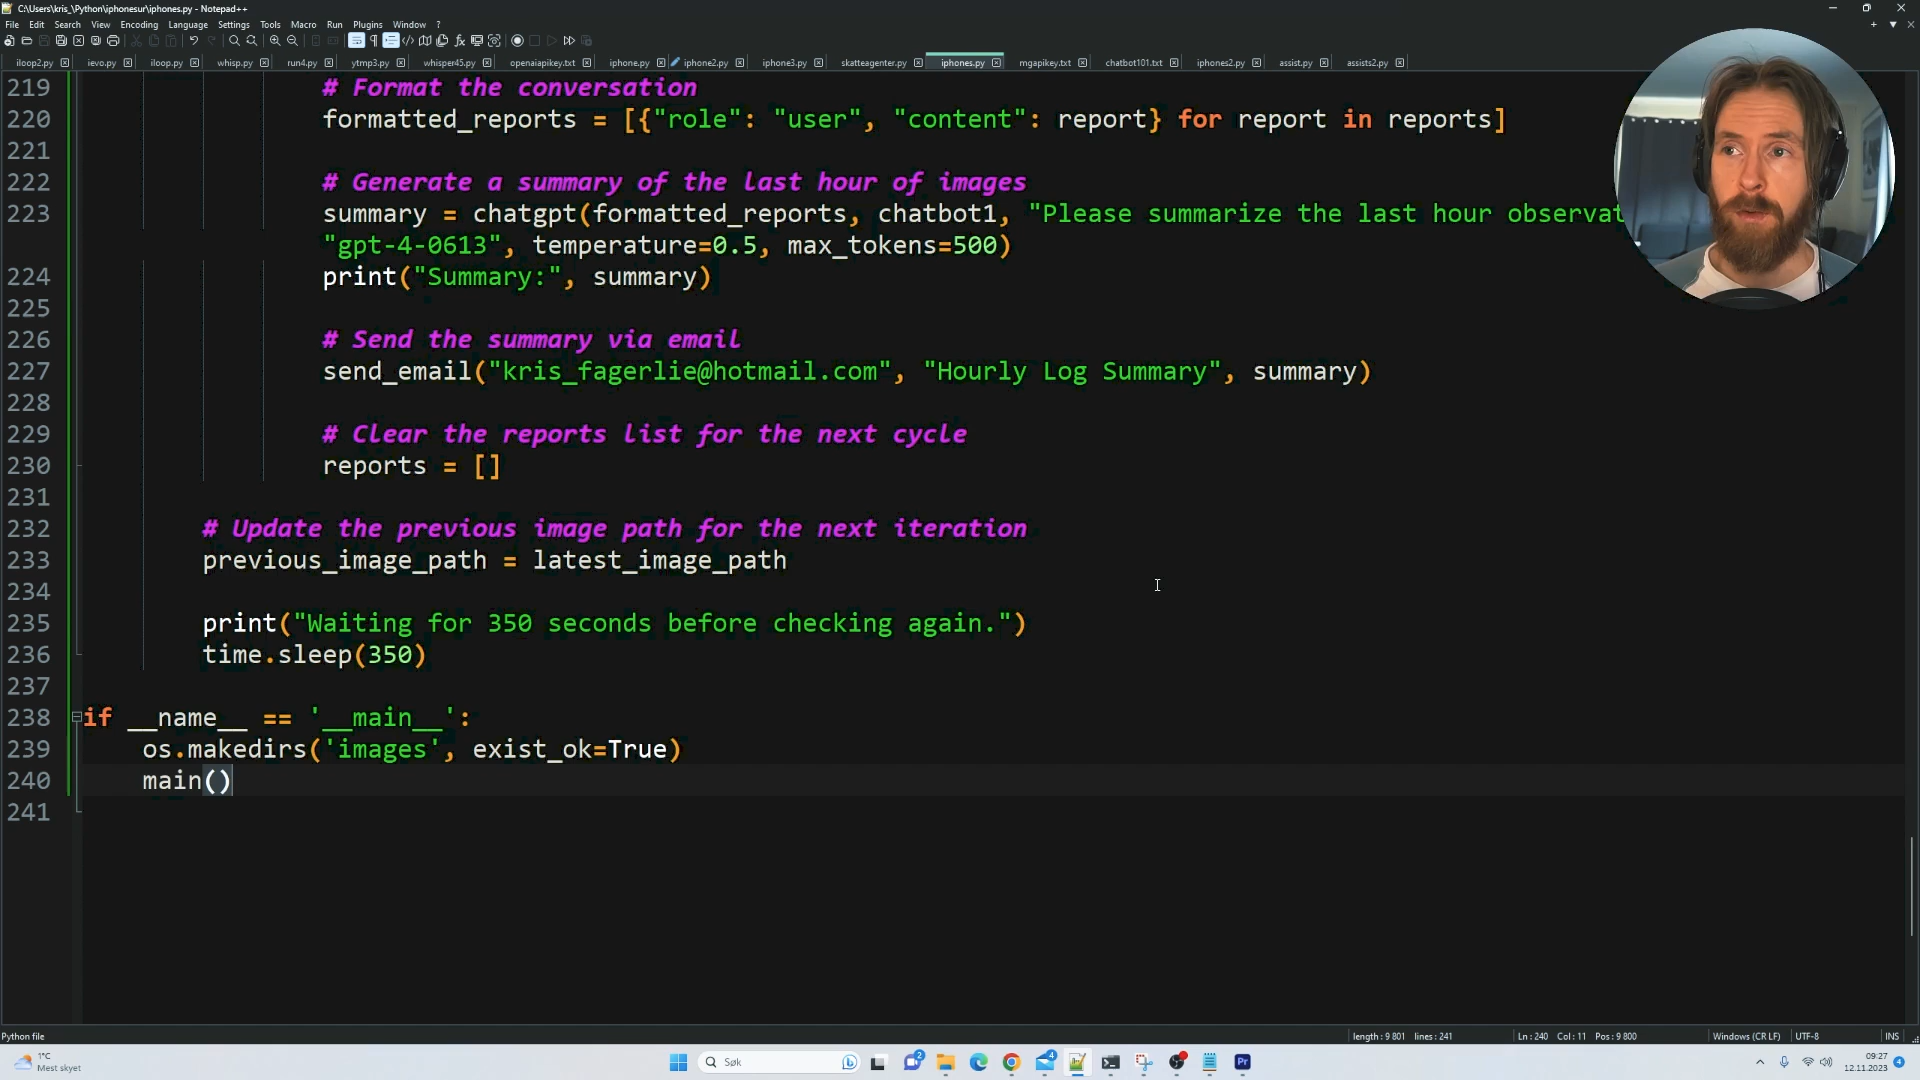 C:\Users\kris_\Python\iphonesur\iphones.py - Notepad++
File Edit Search View Encoding Language Settings Tools Macro Run Plugins Window ?
iloop2.py ievo.py iloop.py whisp.py run4.py ytmp3.py whisper45.py openaiapikey.txt iphone.py iphone2.py iphone3.py skatteagenter.py iphones.py mgapikey.txt chatbot101.txt iphones2.py assist.py assists2.py
219 # Format the conversation
220 formatted_reports = [{"role": "user", "content": report} for report in reports]
221
222 # Generate a summary of the last hour of images
223 summary = chatgpt(formatted_reports, chatbot1, "Please summarize the last hour observat
"gpt-4-0613", temperature=0.5, max_tokens=500)
224 print("Summary:", summary)
225
226 # Send the summary via email
227 send_email("kris_fagerlie@hotmail.com", "Hourly Log Summary", summary)
228
229 # Clear the reports list for the next cycle
230 reports = []
231
232 # Update the previous image path for the next iteration
233 previous_image_path = latest_image_path
234
235 print("Waiting for 350 seconds before checking again.")
236 time.sleep(350)
237
238 if __name__ == '__main__':
239 os.makedirs('images', exist_ok=True)
240 main()
241
Python file length : 9 801 lines : 241 Ln : 240 Col : 11 Pos : 9 800 Windows (CR LF) UTF-8 INS
1°C
Mest skyet
Søk
2
4
Pr
09:27
12.11.2023
4